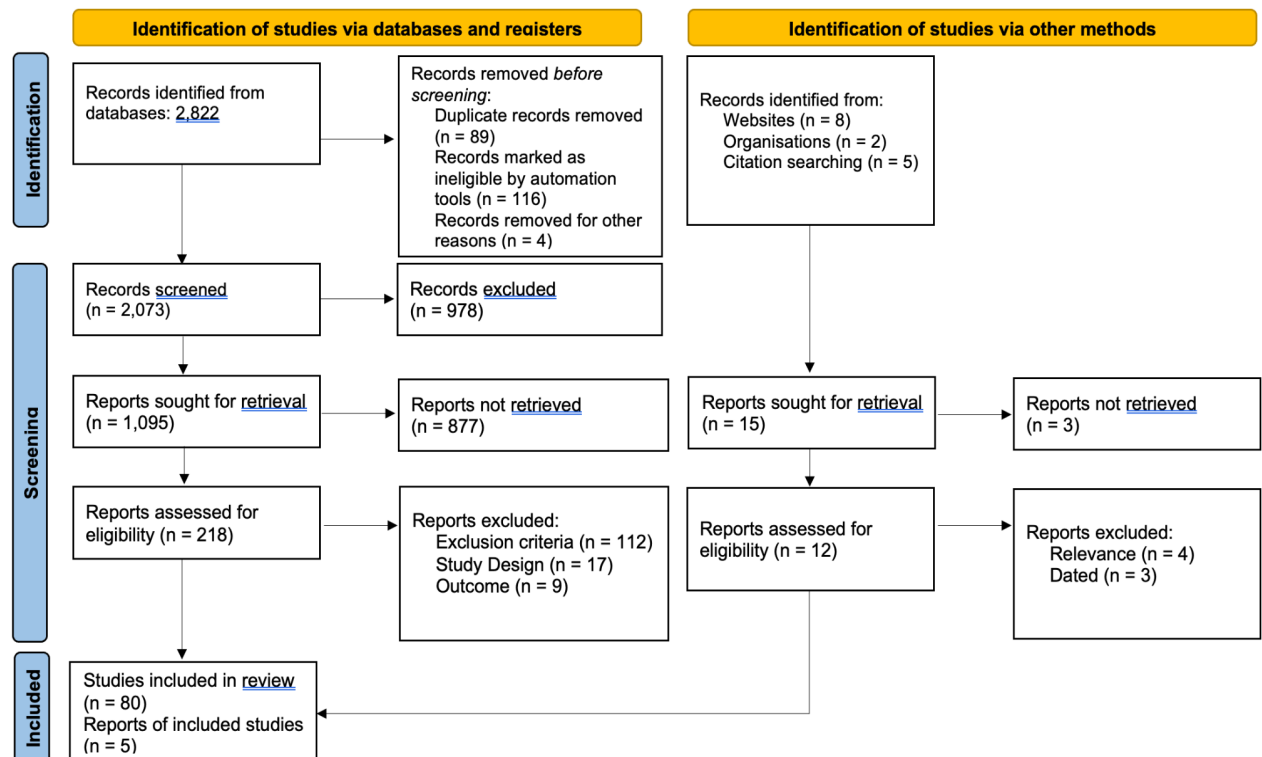 Identification of studies via databases and registers
Identification of studies via other methods
Identification
Records identified from
databases: 2,822
Records removed before
screening:
Duplicate records removed
(n = 89)
Records marked as
ineligible by automation
tools (n = 116)
Records removed for other
reasons (n = 4)
Records identified from:
Websites (n = 8)
Organisations (n = 2)
Citation searching (n = 5)
Screening
Records screened
(n = 2,073)
Records excluded
(n = 978)
Reports sought for retrieval
(n = 1,095)
Reports not retrieved
(n = 877)
Reports sought for retrieval
(n = 15)
Reports not retrieved
(n = 3)
Reports assessed for
eligibility (n = 218)
Reports excluded:
Exclusion criteria (n = 112)
Study Design (n = 17)
Outcome (n = 9)
Reports assessed for
eligibility (n = 12)
Reports excluded:
Relevance (n = 4)
Dated (n = 3)
Included
Studies included in review
(n = 80)
Reports of included studies
(n = 5)